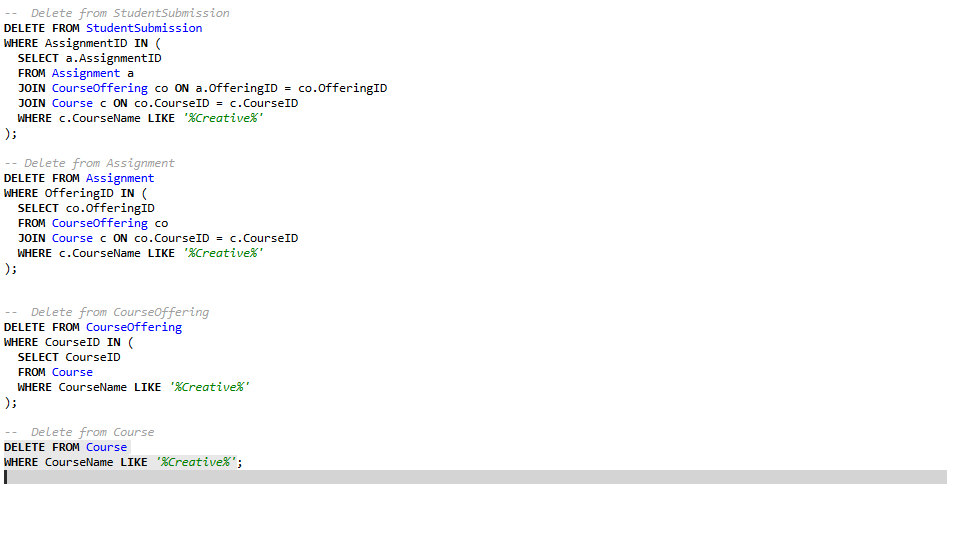 --  Delete from StudentSubmission
DELETE FROM StudentSubmission
WHERE AssignmentID IN (
  SELECT a.AssignmentID
  FROM Assignment a
  JOIN CourseOffering co ON a.OfferingID = co.OfferingID
  JOIN Course c ON co.CourseID = c.CourseID
  WHERE c.CourseName LIKE '%Creative%'
);

-- Delete from Assignment
DELETE FROM Assignment
WHERE OfferingID IN (
  SELECT co.OfferingID
  FROM CourseOffering co
  JOIN Course c ON co.CourseID = c.CourseID
  WHERE c.CourseName LIKE '%Creative%'
);

--  Delete from CourseOffering
DELETE FROM CourseOffering
WHERE CourseID IN (
  SELECT CourseID
  FROM Course
  WHERE CourseName LIKE '%Creative%'
);

--  Delete from Course
DELETE FROM Course
WHERE CourseName LIKE '%Creative%';